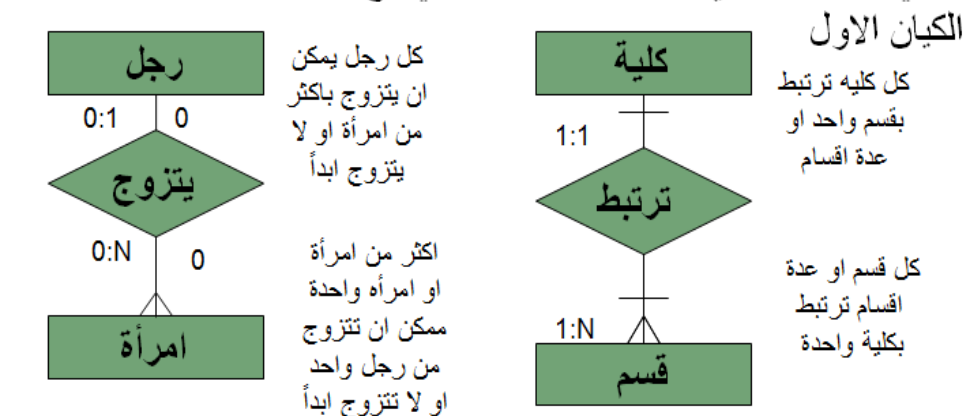 الكيان الاول
كلية
كل كليه ترتبط
بقسم واحد او
عدة اقسام
1:1
ترتبط
كل قسم او عدة
اقسام ترتبط
بكلية واحدة
1:N
قسم
رجل
كل رجل يمكن
ان يتزوج باكثر
من امرأة او لا
يتزوج ابداً
0:1 0
يتزوج
0:N 0
اكثر من امرأة
او امرأه واحدة
ممكن ان تتزوج
من رجل واحد
او لا تتزوج ابداً
امرأة